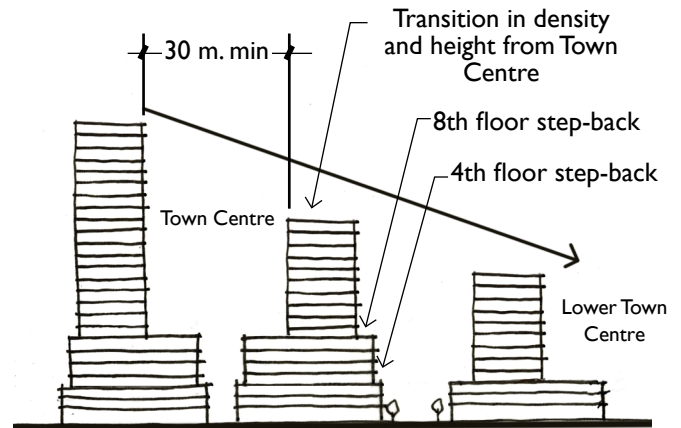 Transition in density
and height from Town
Centre
30 m. min
8th floor step-back
4th floor step-back
Town Centre
Lower Town
Centre